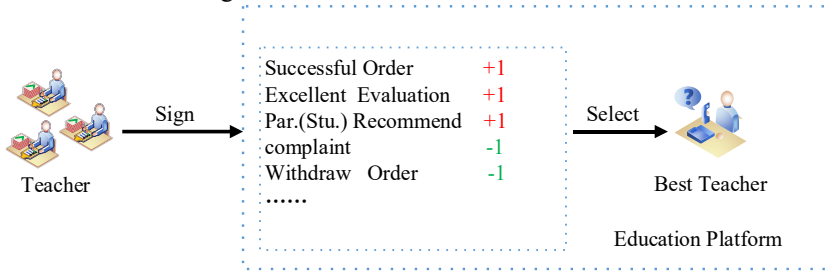 Successful Order +1
Excellent Evaluation +1
Par.(Stu.) Recommend +1
complaint -1
Withdraw Order -1
......
Sign
Select
Teacher
Best Teacher
Education Platform